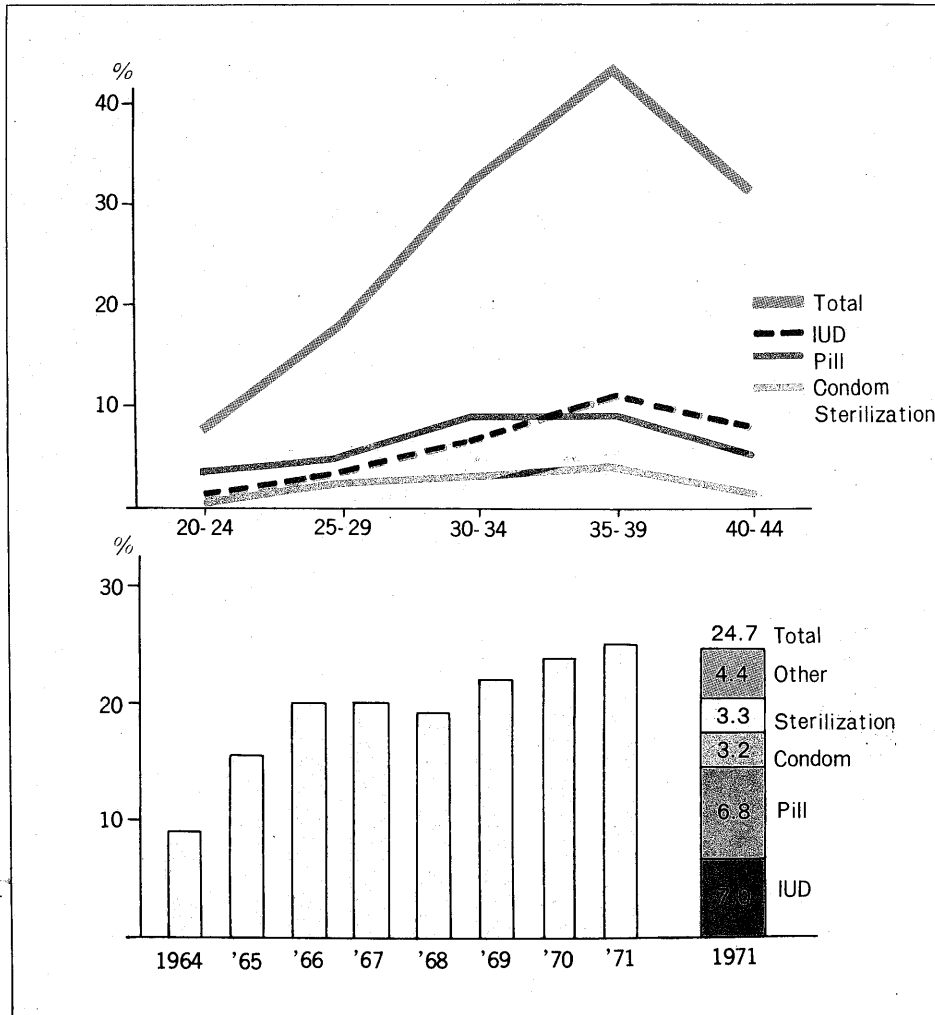 %
40
30
20
10
Total
IUD
Pill
Condom
Sterilization
20-24 25-29 30-34 35-39 40-44
%
30
20
10
24.7 Total
4.4 Other
3.3 Sterilization
3.2 Condom
6.8 Pill
7.0 IUD
1964 '65 '66 '67 '68 '69 '70 '71 1971